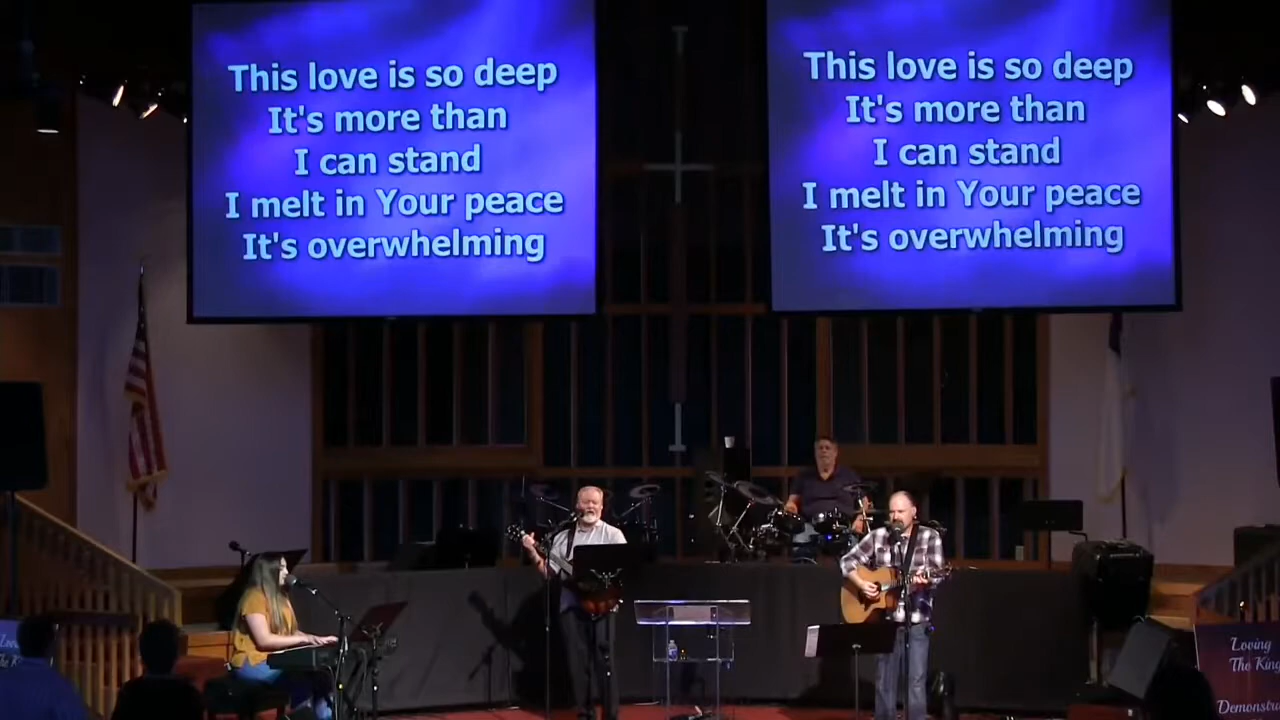 This love is so deep
It's more than
I can stand
I melt in Your peace
It's overwhelming
This love is so deep
It's more than
I can stand
I melt in Your peace
It's overwhelming
Loving
The King